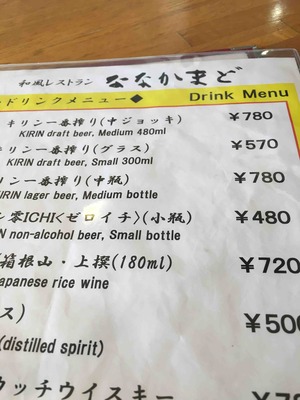 和風レストラン ななかまど
ドリンクメニュー◆ Drink Menu
キリン一番搾り(中ジョッキ) ¥780
KIRIN draft beer, Medium 480ml
キリン一番搾り(グラス) ¥570
KIRIN draft beer, Small 300ml
リン一番搾り(中瓶) ¥780
KIRIN lager beer, Medium bottle
ン零ICHI<ゼロイチ>(小瓶) ¥480
IN non-alcohol beer, Small bottle
箱根山・上撰(180ml) ¥720
apanese rice wine
ス) ¥500
(distilled spirit)
ウッチウイスキー